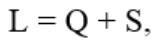 L = Q + S,